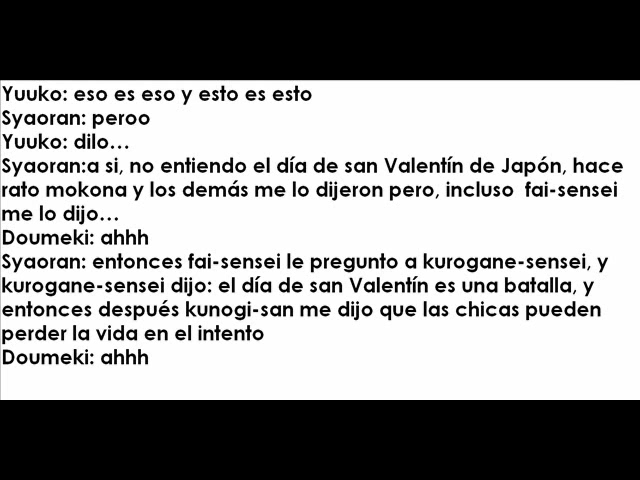 Yuuko: eso es eso y esto es esto
Syaoran: peroo
Yuuko: dilo...
Syaoran:a si, no entiendo el día de san Valentín de Japón, hace
rato mokona y los demás me lo dijeron pero, incluso  fai-sensei
me lo dijo...
Doumeki: ahhh
Syaoran: entonces fai-sensei le pregunto a kurogane-sensei, y
kurogane-sensei dijo: el día de san Valentín es una batalla, y
entonces después kunogi-san me dijo que las chicas pueden
perder la vida en el intento
Doumeki: ahhh